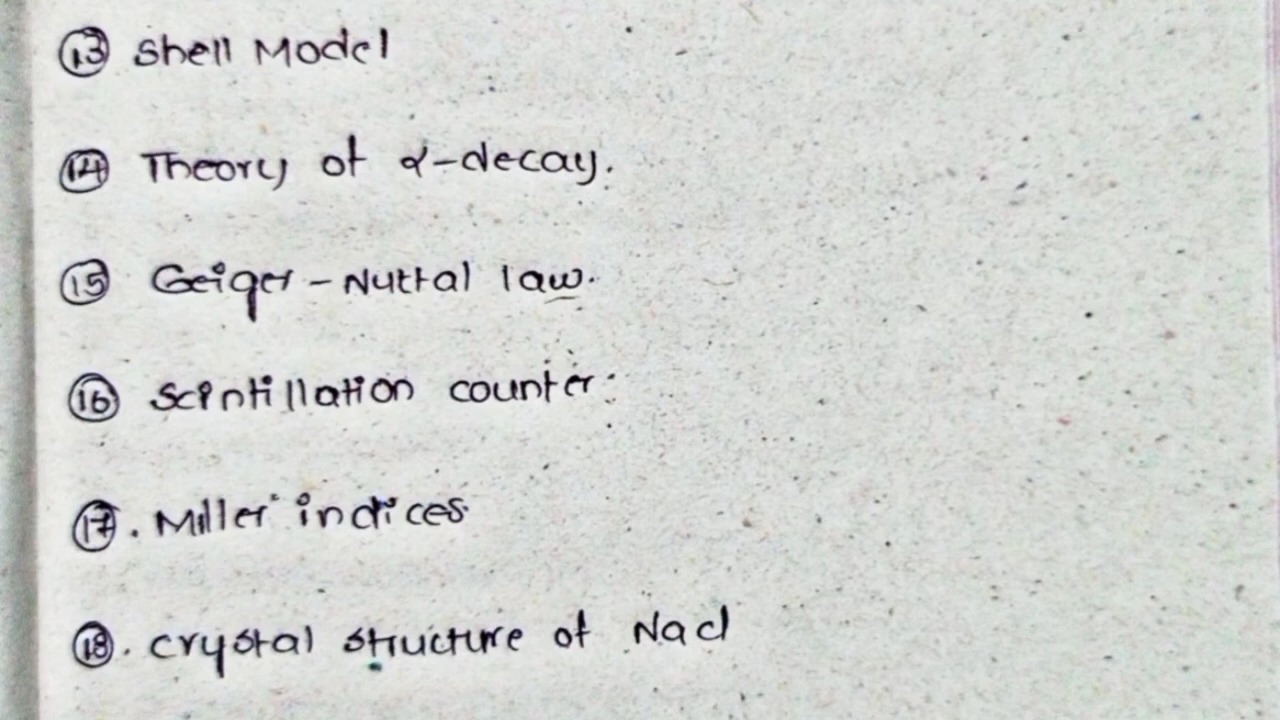 13 Shell Model
14 Theory of α-decay.
15 Geiger - Nuttal law.
16 Scintillation counter:
17. Miller indices
18. crystal structure of Nacl